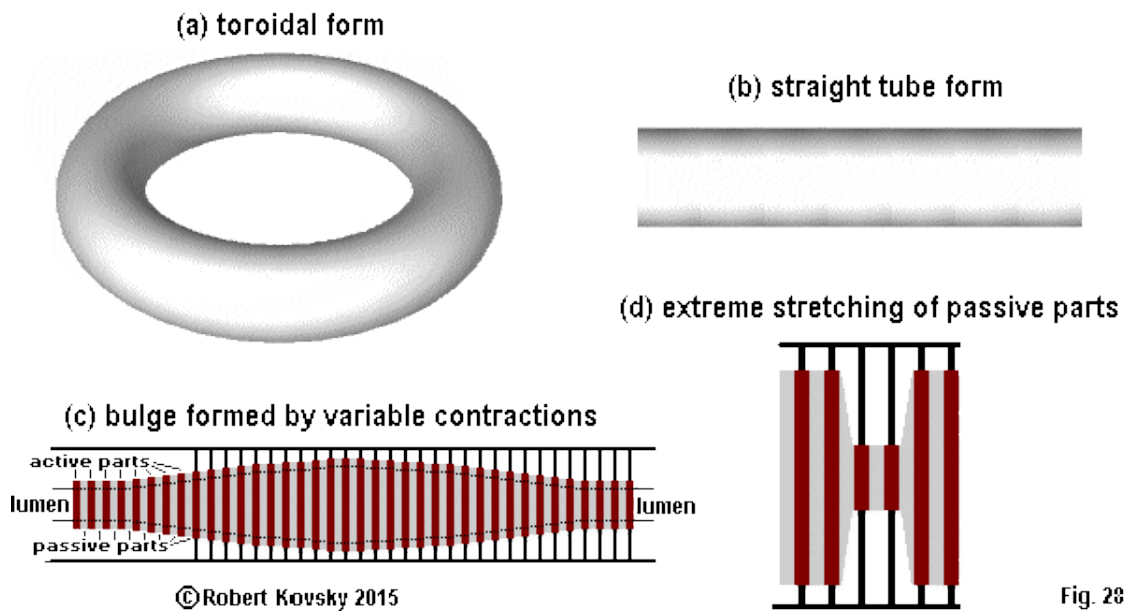 (a) toroidal form
(b) straight tube form
(d) extreme stretching of passive parts
(c) bulge formed by variable contractions
active parts
lumen
lumen
passive parts
©Robert Kovsky 2015
Fig. 28